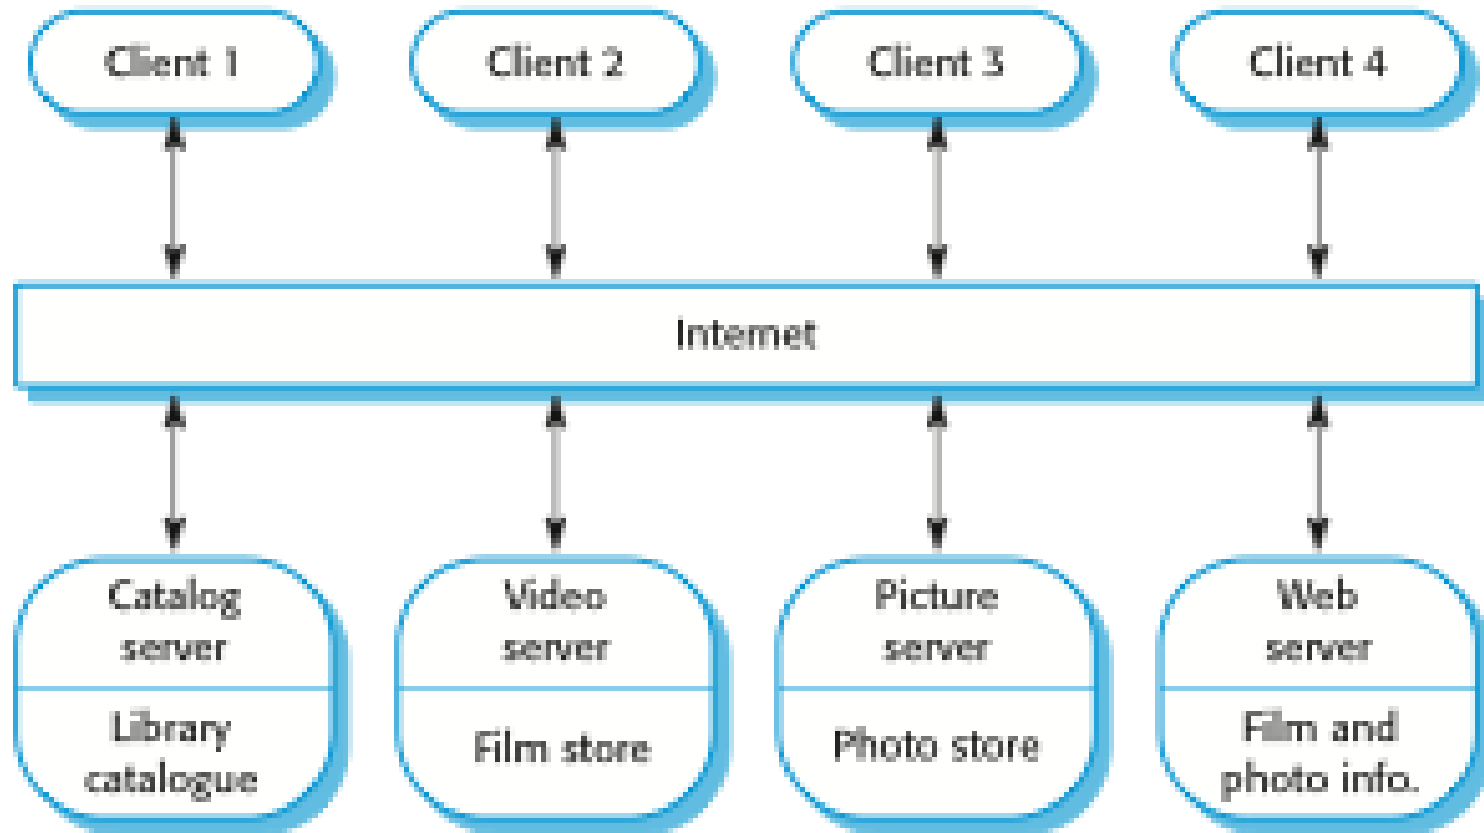 Client 1
Client 2
Client 3
Client 4
Internet
Catalog
server
Library
catalogue
Video
server
Film store
Picture
server
Photo store
Web
server
Film and
photo info.